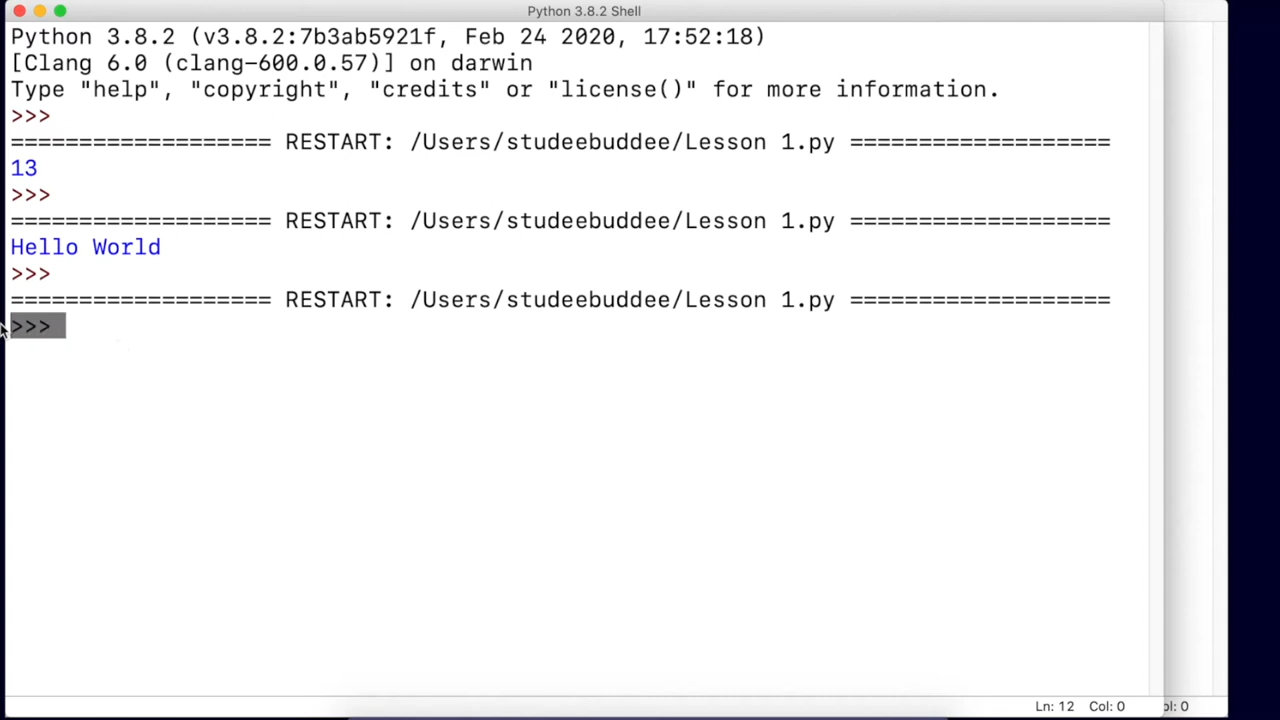 Python 3.8.2 Shell
Python 3.8.2 (v3.8.2:7b3ab5921f, Feb 24 2020, 17:52:18)
[Clang 6.0 (clang-600.0.57)] on darwin
Type "help", "copyright", "credits" or "license()" for more information.
>>>
=================== RESTART: /Users/studeebuddee/Lesson 1.py ===================
13
>>>
=================== RESTART: /Users/studeebuddee/Lesson 1.py ===================
Hello World
>>>
=================== RESTART: /Users/studeebuddee/Lesson 1.py ===================
>>>
Ln: 12 Col: 0 ol: 0